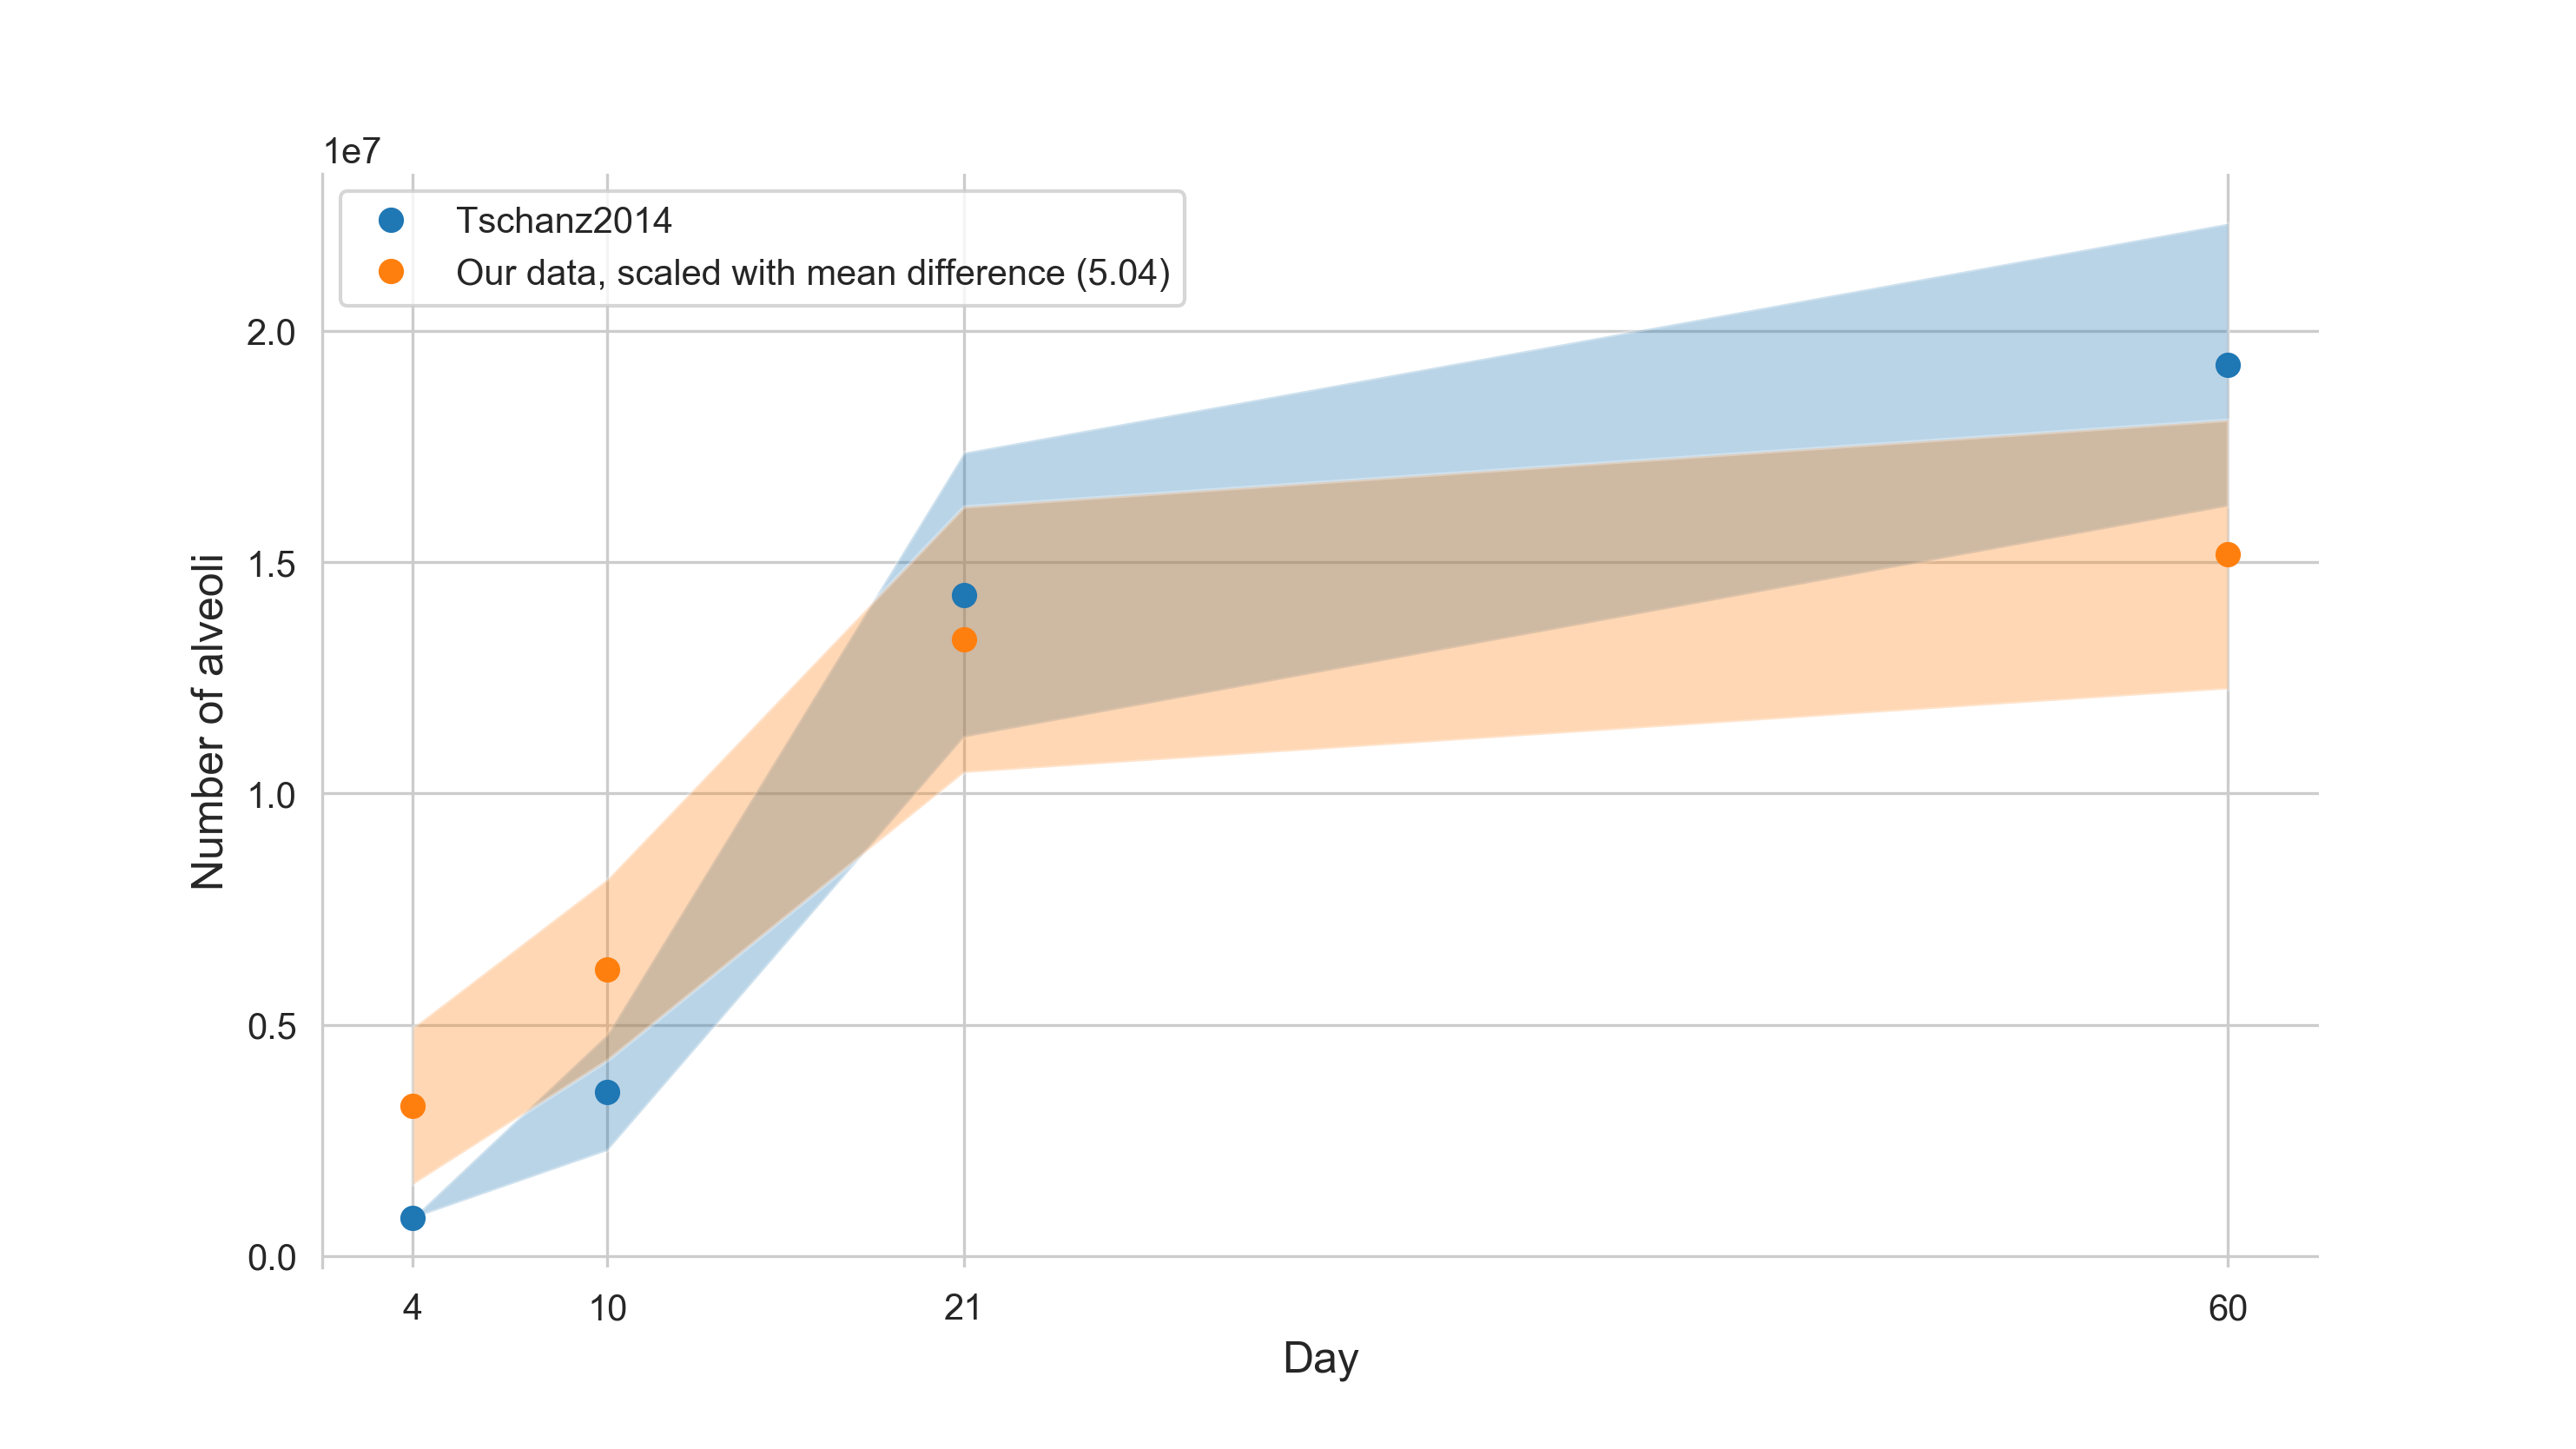 1e7
Tschanz2014
Our data, scaled with mean difference (5.04)
2.0
1.5
1.0
0.5
0.0
Number of alveoli
4 10 21 60
Day